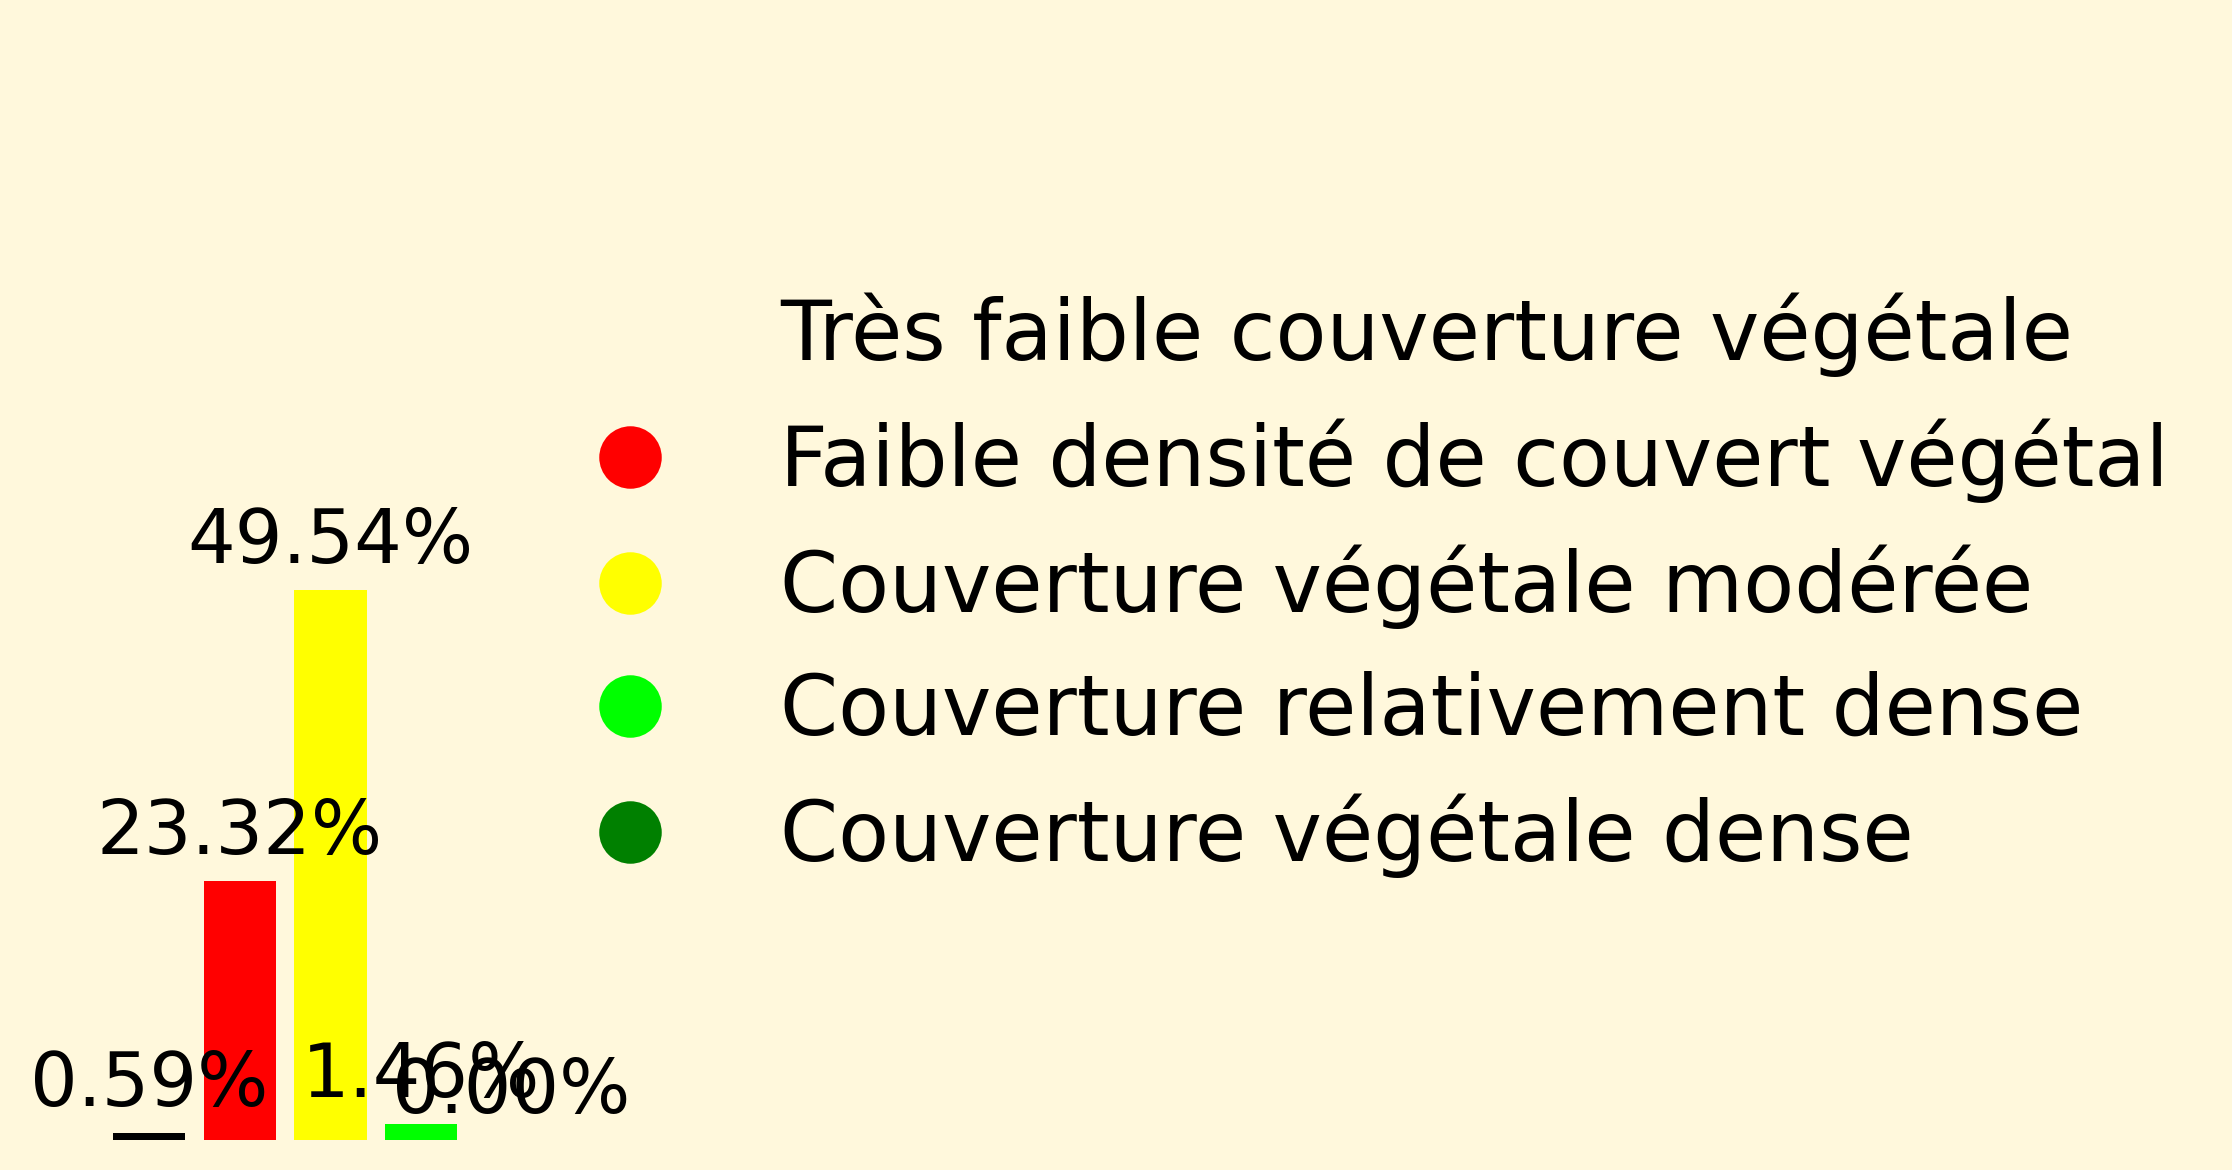 Très faible couverture végétale
Faible densité de couvert végétal
49.54%
Couverture végétale modérée
Couverture relativement dense
23.32%
Couverture végétale dense
0.59%
1.46%
0.00%